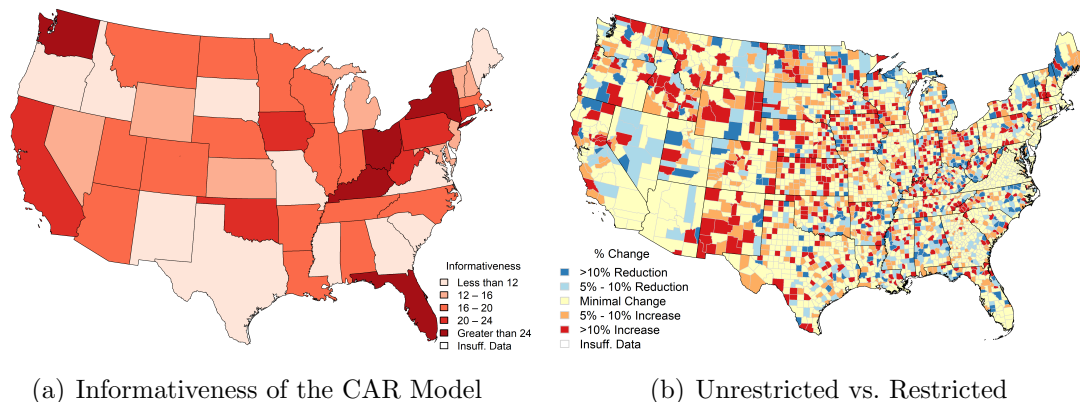 Informativeness
Less than 12
12 – 16
16 – 20
20 – 24
Greater than 24
Insuff. Data
% Change
>10% Reduction
5% - 10% Reduction
Minimal Change
5% - 10% Increase
>10% Increase
Insuff. Data
(a) Informativeness of the CAR Model
(b) Unrestricted vs. Restricted